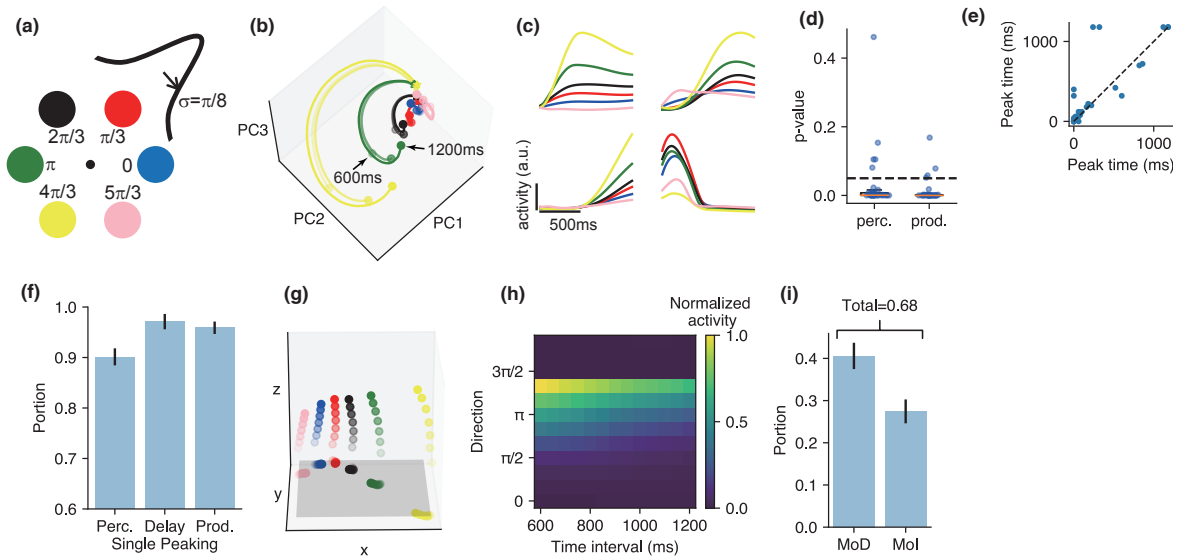 (a)
σ=π/8
2π/3 π/3
π 0
4π/3 5π/3
(b)
PC3
PC2
PC1
600ms
1200ms
(c)
activity (a.u.)
500ms
(d)
p-value
0.4
0.2
0.0
perc. prod.
(e)
Peak time (ms)
1000
0
0 1000
Peak time (ms)
(f)
Portion
1.0
0.9
0.8
0.7
0.6
Perc. Delay Prod.
Single Peaking
(g)
z
y
x
(h)
Normalized
activity
Direction
3π/2
π
π/2
0
600 800 1000 1200
Time interval (ms)
1.0
0.5
0.0
(i)
Total=0.68
Portion
0.4
0.3
0.2
0.1
0.0
MoD MoI